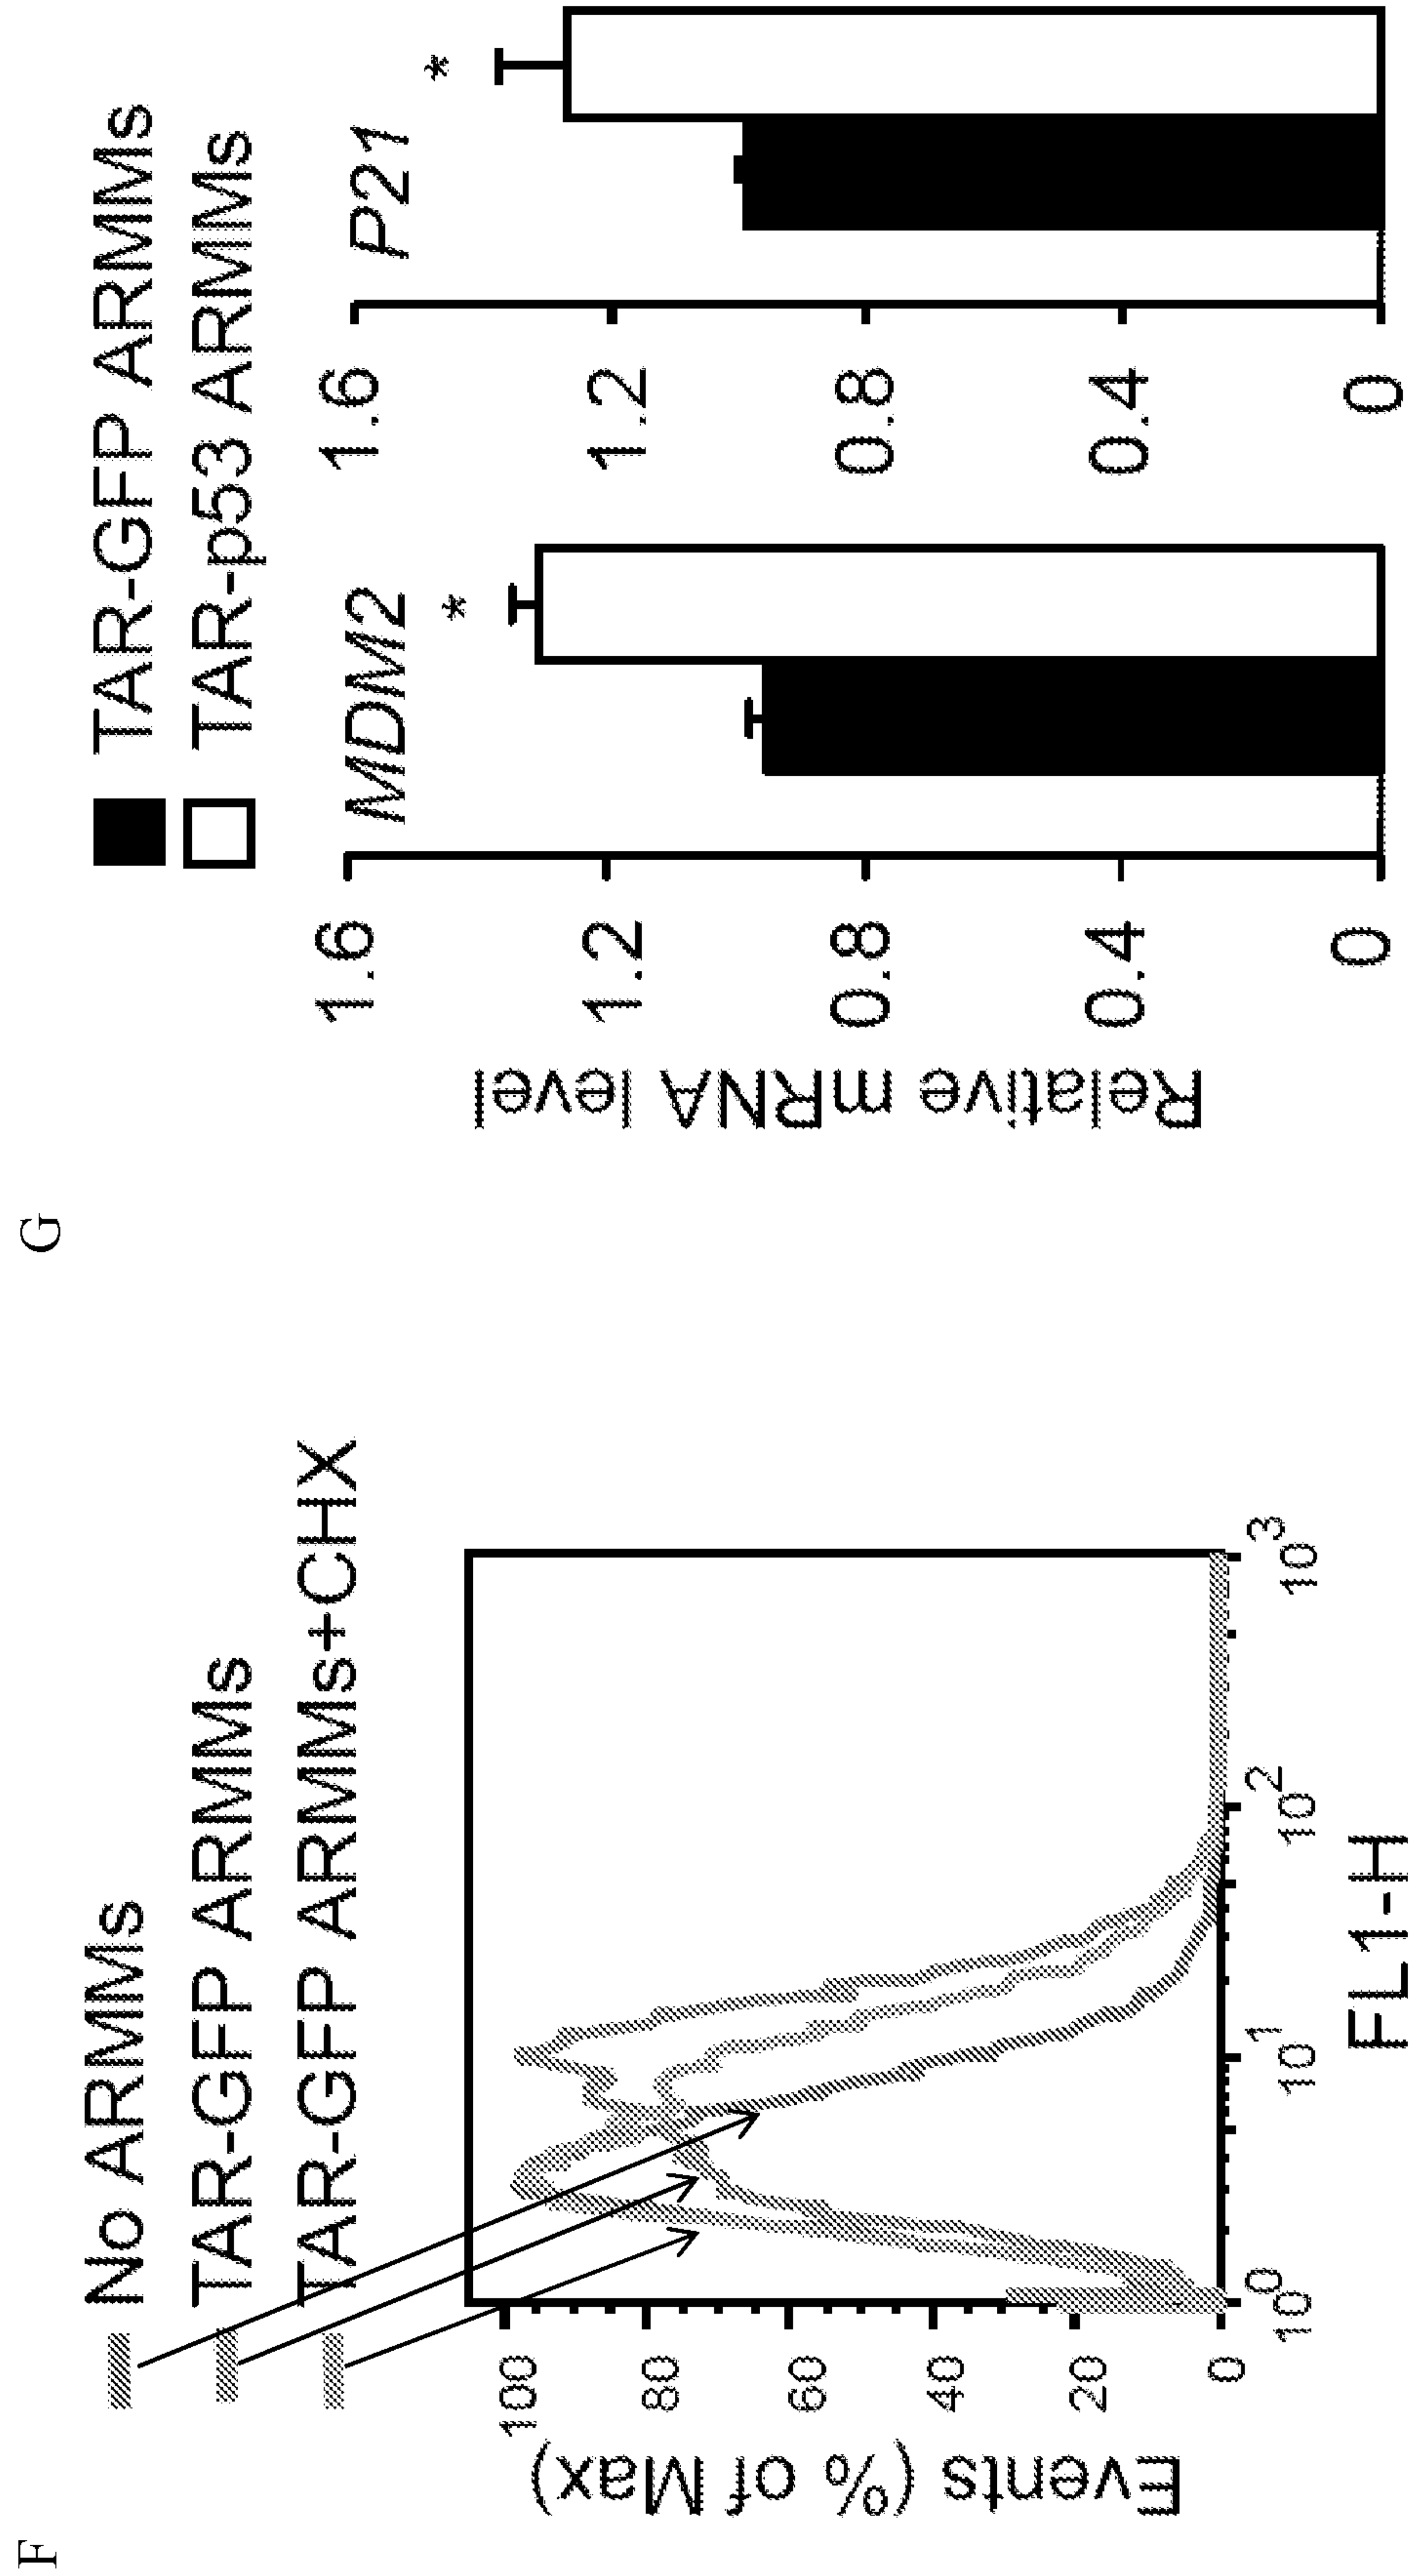 F
No ARMMs
TAR-GFP ARMMs
TAR-GFP ARMMs+CHX
Events (% of Max)
100
80
60
40
20
0
10^0
10^1
10^2
10^3
FL1-H
G
TAR-GFP ARMMs
TAR-p53 ARMMs
Relative mRNA level
MDM2
*
1.6
1.2
0.8
0.4
0
P21
*
1.6
1.2
0.8
0.4
0